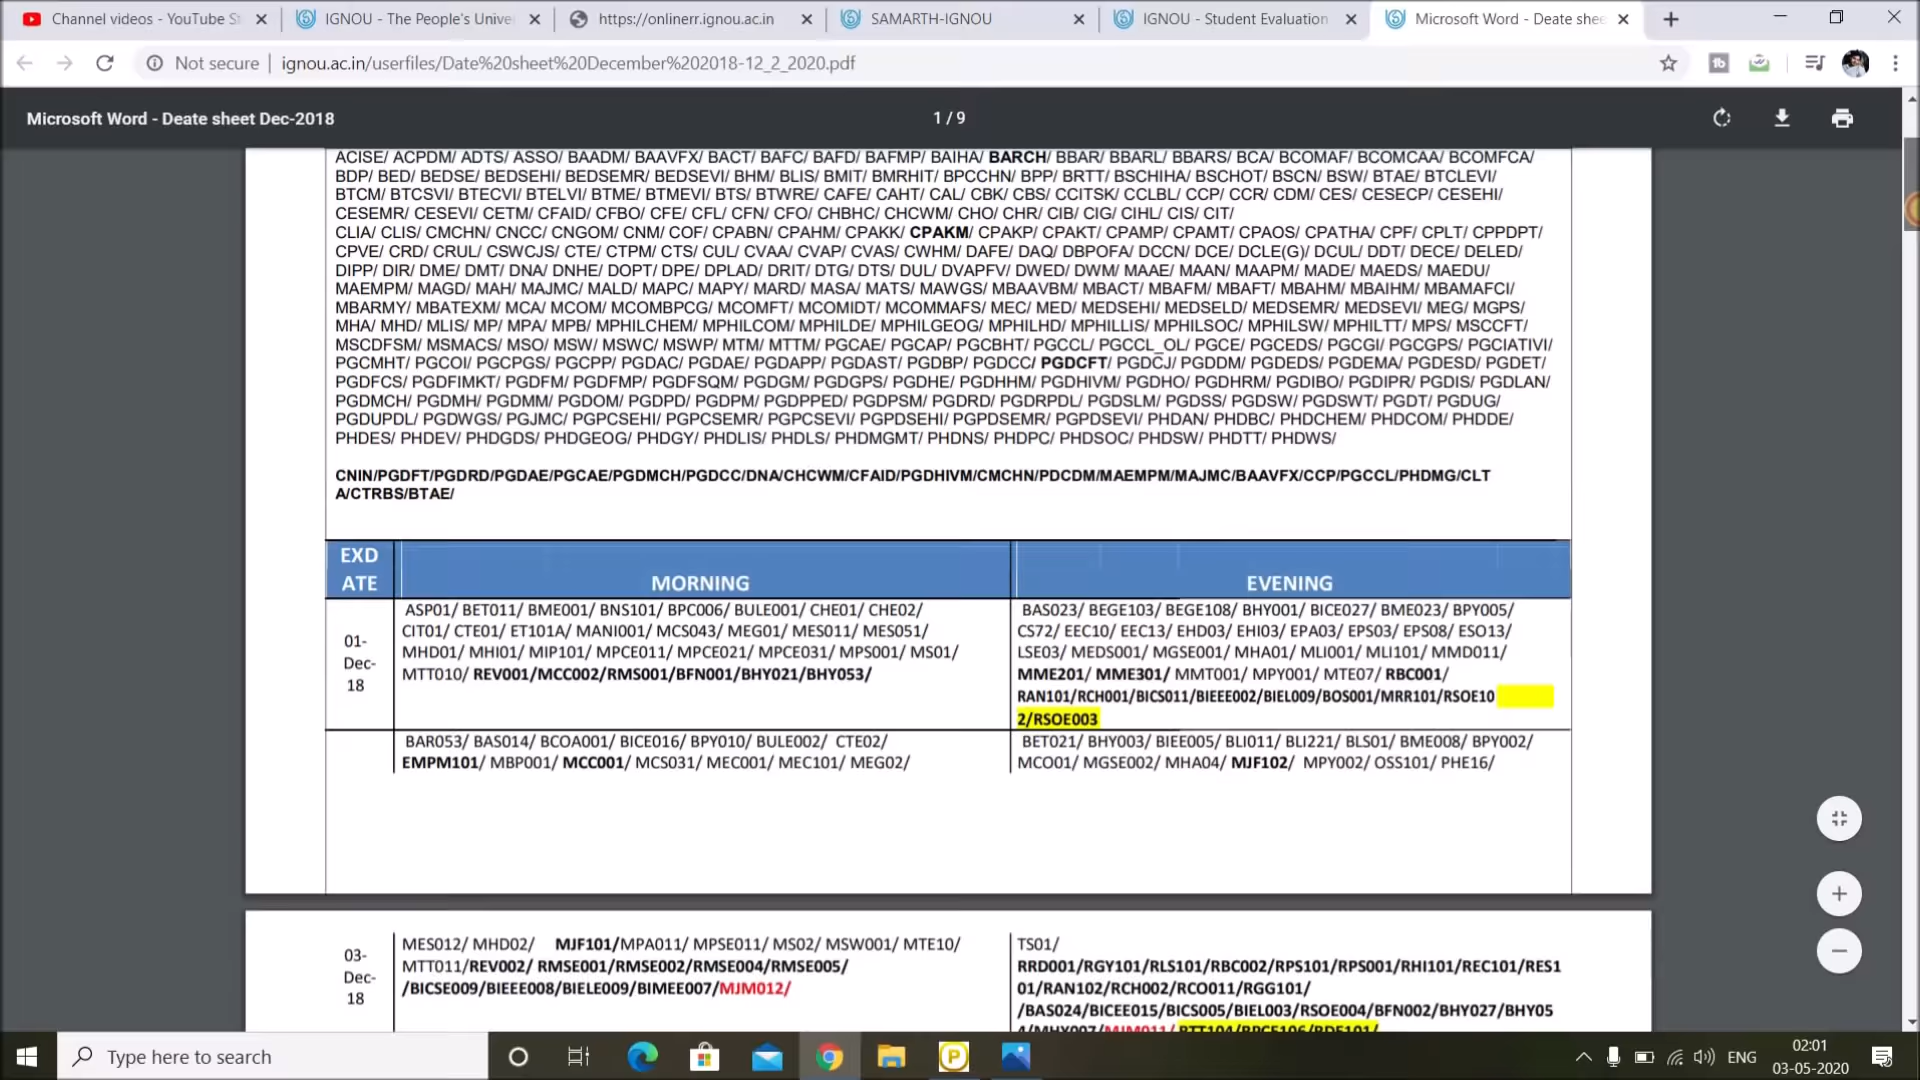 Channel videos - YouTube St
IGNOU - The People's Unive
https://onlinerr.ignou.ac.in
SAMARTH-IGNOU
IGNOU - Student Evaluation
Microsoft Word - Deate shee
Not secure | ignou.ac.in/userfiles/Date%20sheet%20December%202018-12_2_2020.pdf
Microsoft Word - Deate sheet Dec-2018
1 / 9
ACISE/ ACPDM/ ADTS/ ASSO/ BAADM/ BAAVFX/ BACT/ BAFC/ BAFD/ BAFMP/ BAIHA/ BARCH/ BBAR/ BBARL/ BBARS/ BCA/ BCOMAF/ BCOMCAA/ BCOMFCA/
BDP/ BED/ BEDSE/ BEDSEHI/ BEDSEMR/ BEDSEVI/ BHM/ BLIS/ BMIT/ BMRHIT/ BPCCHN/ BPP/ BRTT/ BSCHIHA/ BSCHOT/ BSCN/ BSW/ BTAE/ BTCLEVI/
BTCM/ BTCSVI/ BTECVI/ BTELVI/ BTME/ BTMEVI/ BTS/ BTWRE/ CAFE/ CAHT/ CAL/ CBK/ CBS/ CCITSK/ CCLBL/ CCP/ CCR/ CDM/ CES/ CESECP/ CESEHI/
CESEMR/ CESEVI/ CETM/ CFAID/ CFBO/ CFE/ CFL/ CFN/ CFO/ CHBHC/ CHCWM/ CHO/ CHR/ CIB/ CIG/ CIHL/ CIS/ CIT/
CLIA/ CLIS/ CMCHN/ CNCC/ CNGOM/ CNM/ COF/ CPABN/ CPAHM/ CPAKK/ CPAKM/ CPAKP/ CPAKT/ CPAMP/ CPAMT/ CPAOS/ CPATHA/ CPF/ CPLT/ CPPDPT/
CPVE/ CRD/ CRUL/ CSWCJS/ CTE/ CTPM/ CTS/ CUL/ CVAA/ CVAP/ CVAS/ CWHM/ DAFE/ DAQ/ DBPOFA/ DCCN/ DCE/ DCLE(G)/ DCUL/ DDT/ DECE/ DELED/
DIPP/ DIR/ DME/ DMT/ DNA/ DNHE/ DOPT/ DPE/ DPLAD/ DRIT/ DTG/ DTS/ DUL/ DVAPFV/ DWED/ DWM/ MAAE/ MAAN/ MAAPM/ MADE/ MAEDS/ MAEDU/
MAEMPM/ MAGD/ MAH/ MAJMC/ MALD/ MAPC/ MAPY/ MARD/ MASA/ MATS/ MAWGS/ MBAAVBM/ MBACT/ MBAFM/ MBAFT/ MBAHM/ MBAIHM/ MBAMAFCI/
MBARMY/ MBATEXM/ MCA/ MCOM/ MCOMBPCG/ MCOMFT/ MCOMIDT/ MCOMMAFS/ MEC/ MED/ MEDSEHI/ MEDSELD/ MEDSEMR/ MEDSEVI/ MEG/ MGPS/
MHA/ MHD/ MLIS/ MP/ MPA/ MPB/ MPHILCHEM/ MPHILCOM/ MPHILDE/ MPHILGEOG/ MPHILHD/ MPHILLIS/ MPHILSOC/ MPHILSW/ MPHILTT/ MPS/ MSCCFT/
MSCDFSM/ MSMACS/ MSO/ MSW/ MSWC/ MSWP/ MTM/ MTTM/ PGCAE/ PGCAP/ PGCBHT/ PGCCL/ PGCCL_OL/ PGCE/ PGCEDS/ PGCGI/ PGCGPS/ PGCIATIVI/
PGCMHT/ PGCOI/ PGCPGS/ PGCPP/ PGDAC/ PGDAE/ PGDAPP/ PGDAST/ PGDBP/ PGDCC/ PGDCFT/ PGDCJ/ PGDDM/ PGDEDS/ PGDEMA/ PGDESD/ PGDET/
PGDFCS/ PGDFIMKT/ PGDFM/ PGDFMP/ PGDFSQM/ PGDGM/ PGDGPS/ PGDHE/ PGDHHM/ PGDHIVM/ PGDHO/ PGDHRM/ PGDIBO/ PGDIPR/ PGDIS/ PGDLAN/
PGDMCH/ PGDMH/ PGDMM/ PGDOM/ PGDPD/ PGDPM/ PGDPPED/ PGDPSM/ PGDRD/ PGDRPDL/ PGDSLM/ PGDSS/ PGDSW/ PGDSWT/ PGDT/ PGDUG/
PGDUPDL/ PGDWGS/ PGJMC/ PGPCSEHI/ PGPCSEMR/ PGPCSEVI/ PGPDSEHI/ PGPDSEMR/ PGPDSEVI/ PHDAN/ PHDBC/ PHDCHEM/ PHDCOM/ PHDDE/
PHDES/ PHDEV/ PHDGDS/ PHDGEOG/ PHDGY/ PHDLIS/ PHDLS/ PHDMGMT/ PHDNS/ PHDPC/ PHDSOC/ PHDSW/ PHDTT/ PHDWS/
CNIN/PGDFT/PGDRD/PGDAE/PGCAE/PGDMCH/PGDCC/DNA/CHCWM/CFAID/PGDHIVM/CMCHN/PDCDM/MAEMPM/MAJMC/BAAVFX/CCP/PGCCL/PHDMG/CLT
A/CTRBS/BTAE/
EXD
ATE
MORNING
EVENING
01-
Dec-
18
ASP01/ BET011/ BME001/ BNS101/ BPC006/ BULE001/ CHE01/ CHE02/
CIT01/ CTE01/ ET101A/ MANI001/ MCS043/ MEG01/ MES011/ MES051/
MHD01/ MHI01/ MIP101/ MPCE011/ MPCE021/ MPCE031/ MPS001/ MS01/
MTT010/ REV001/MCC002/RMS001/BFN001/BHY021/BHY053/
BAS023/ BEGE103/ BEGE108/ BHY001/ BICE027/ BME023/ BPY005/
CS72/ EEC10/ EEC13/ EHD03/ EHI03/ EPA03/ EPS03/ EPS08/ ESO13/
LSE03/ MEDS001/ MGSE001/ MHA01/ MLI001/ MLI101/ MMD011/
MME201/ MME301/ MMT001/ MPY001/ MTE07/ RBC001/
RAN101/RCH001/BICS011/BIEEE002/BIEL009/BOS001/MRR101/RSOE10
2/RSOE003
BAR053/ BAS014/ BCOA001/ BICE016/ BPY010/ BULE002/ CTE02/
EMPM101/ MBP001/ MCC001/ MCS031/ MEC001/ MEC101/ MEG02/
BET021/ BHY003/ BIEE005/ BLI011/ BLI221/ BLS01/ BME008/ BPY002/
MCO01/ MGSE002/ MHA04/ MJF102/ MPY002/ OSS101/ PHE16/
03-
Dec-
18
MES012/ MHD02/ MJF101/MPA011/ MPSE011/ MS02/ MSW001/ MTE10/
MTT011/REV002/ RMSE001/RMSE002/RMSE004/RMSE005/
/BICSE009/BIEEE008/BIELE009/BIMEE007/MJM012/
TS01/
RRD001/RGY101/RLS101/RBC002/RPS101/RPS001/RHI101/REC101/RES1
01/RAN102/RCH002/RCO011/RGG101/
/BAS024/BICEE015/BICS005/BIEL003/RSOE004/BFN002/BHY027/BHY05
4/MHY007/MJM011/ RTT104/RPCE106/RDE101/
Type here to search
ENG
02:01
03-05-2020